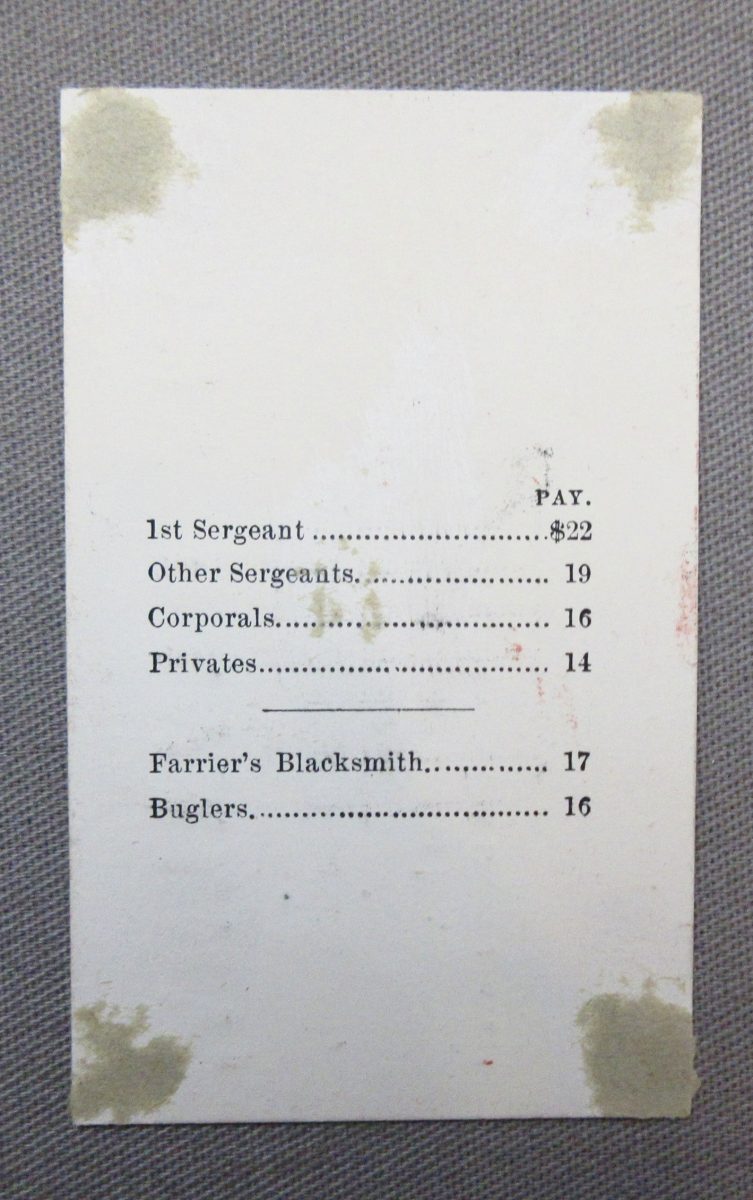 PAY.
1st Sergeant ............................$22
Other Sergeants....................... 19
Corporals................................ 16
Privates.................................. 14
Farrier's Blacksmith.............. 17
Buglers................................... 16